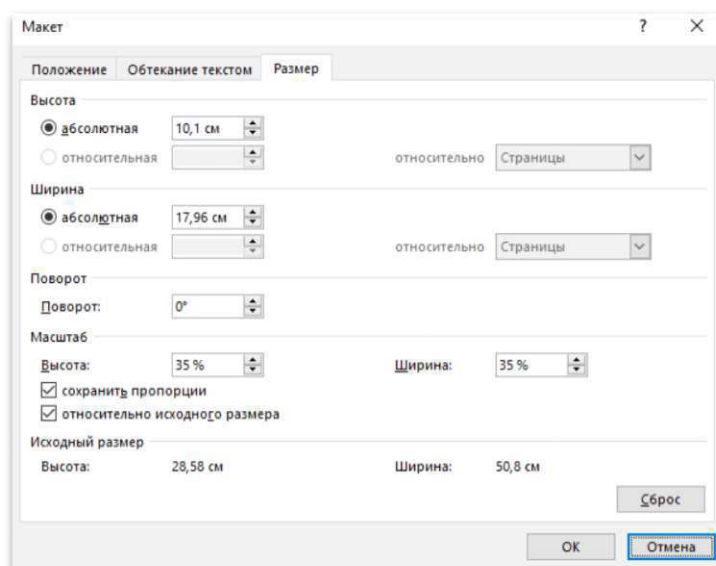 Макет ? ×
Положение Обтекание текстом Размер
Высота
абсолютная 10,1 см
относительная относительно Страницы
Ширина
абсолютная 17,96 см
относительная относительно Страницы
Поворот
Поворот: 0°
Масштаб
Высота: 35 % Ширина: 35 %
сохранить пропорции
относительно исходного размера
Исходный размер
Высота: 28,58 см Ширина: 50,8 см
Сброс
ОК Отмена